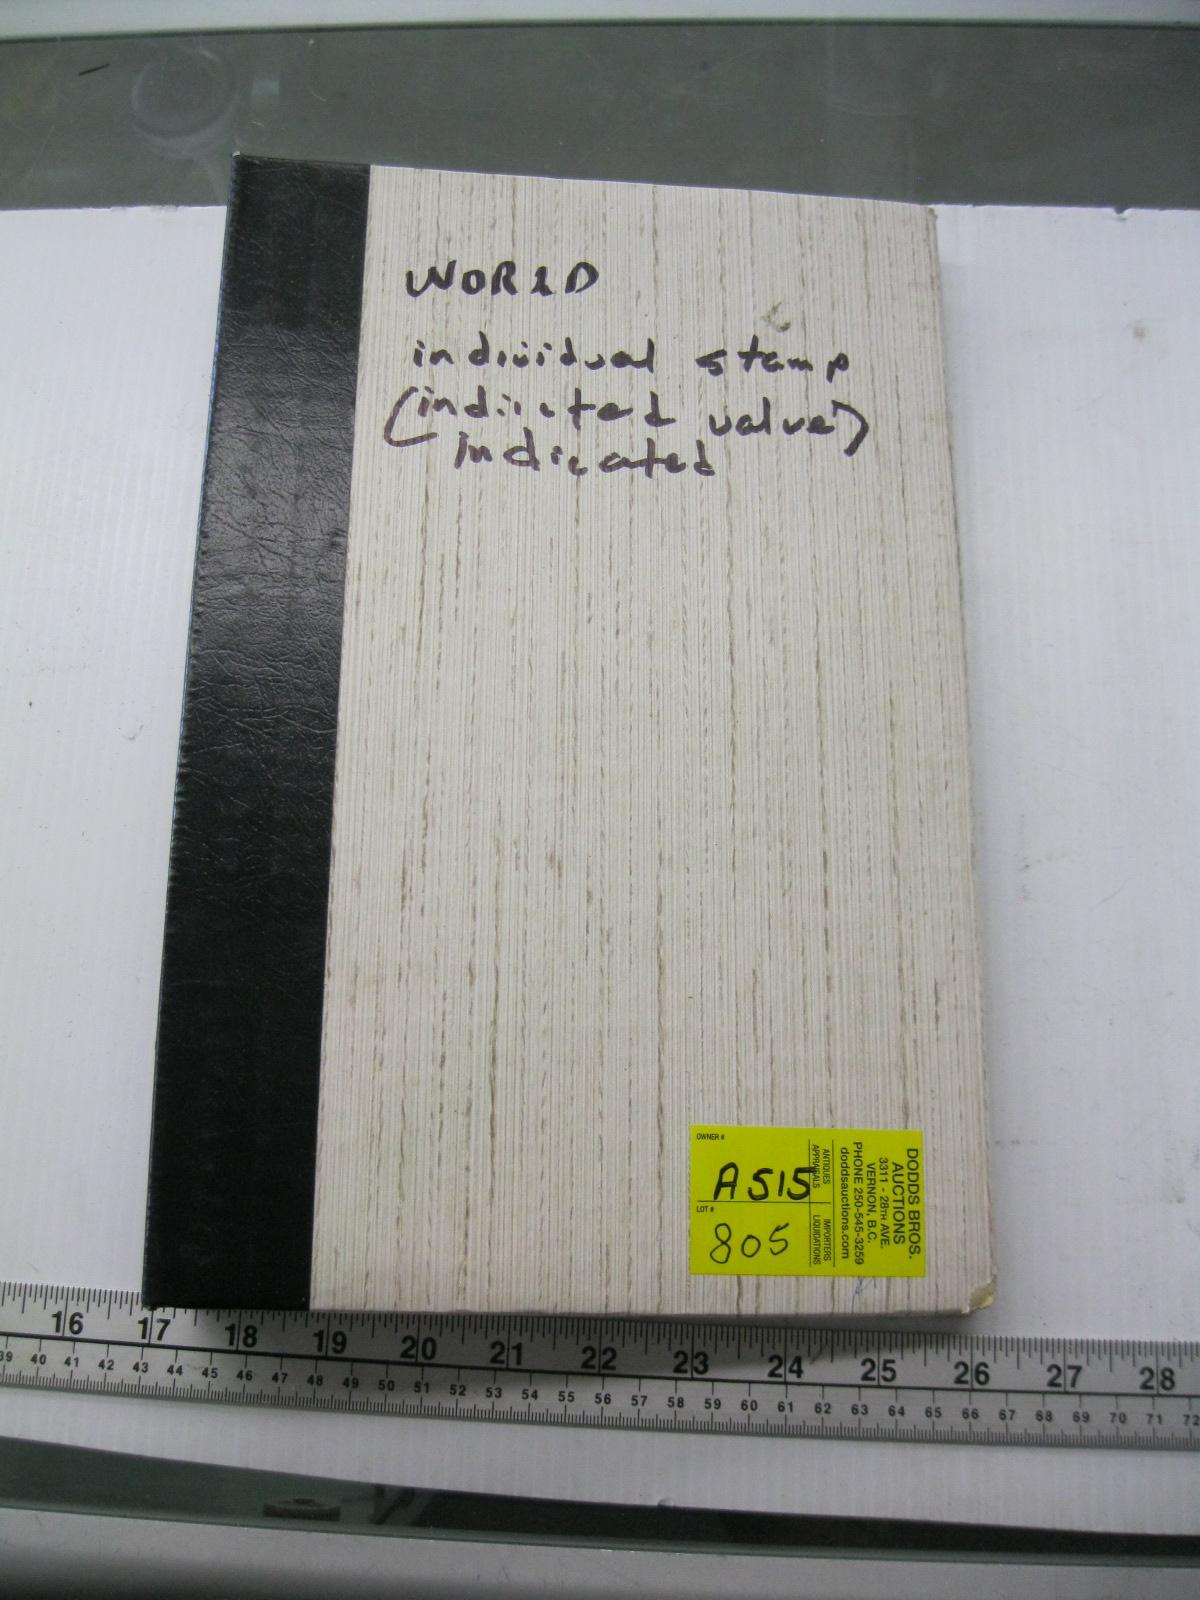 WORLD
individual stamp
(indicted value)
indicated
OWNER #
A515
LOT #
805
ANTIQUES
APPRAISALS
IMPORTERS
LIQUIDATIONS
DODDS BROS.
AUCTIONS
3311 - 28TH AVE.
VERNON, B.C.
PHONE 250-545-3259
doddsauctions.com
16 17 18 19 20 21 22 23 24 25 26 27 28
39 40 41 42 43 44 45 46 47 48 49 50 51 52 53 54 55 56 57 58 59 60 61 62 63 64 65 66 67 68 69 70 71 72